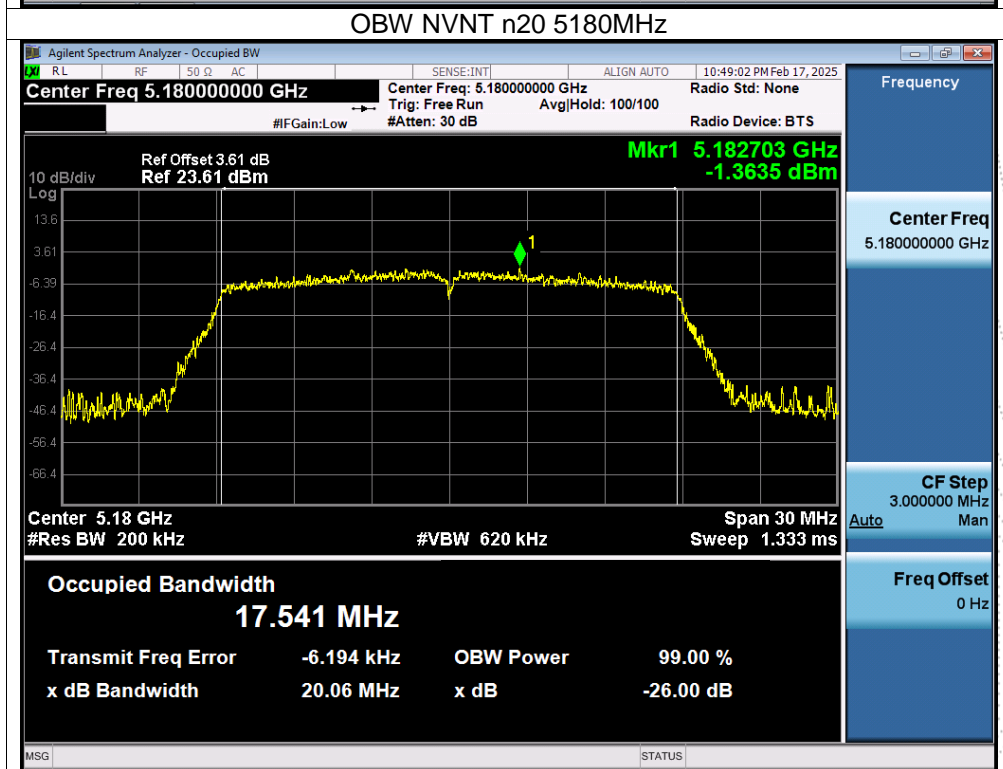 OBW NVNT n20 5180MHz
Agilent Spectrum Analyzer - Occupied BW
LXI RL RF 50 Ω AC SENSE:INT ALIGN AUTO 10:49:02 PM Feb 17, 2025
Center Freq 5.180000000 GHz
Center Freq: 5.180000000 GHz
Radio Std: None
Trig: Free Run Avg|Hold: 100/100
#IFGain:Low #Atten: 30 dB Radio Device: BTS
Mkr1 5.182703 GHz
-1.3635 dBm
Ref Offset 3.61 dB
10 dB/div Ref 23.61 dBm
Log
13.6
3.61
1
-6.39
-16.4
-26.4
-36.4
-46.4
-56.4
-66.4
Center 5.18 GHz Span 30 MHz
#Res BW 200 kHz #VBW 620 kHz Sweep 1.333 ms
Occupied Bandwidth
17.541 MHz
Transmit Freq Error -6.194 kHz OBW Power 99.00 %
x dB Bandwidth 20.06 MHz x dB -26.00 dB
MSG STATUS
Frequency
Center Freq
5.180000000 GHz
CF Step
3.000000 MHz
Auto Man
Freq Offset
0 Hz